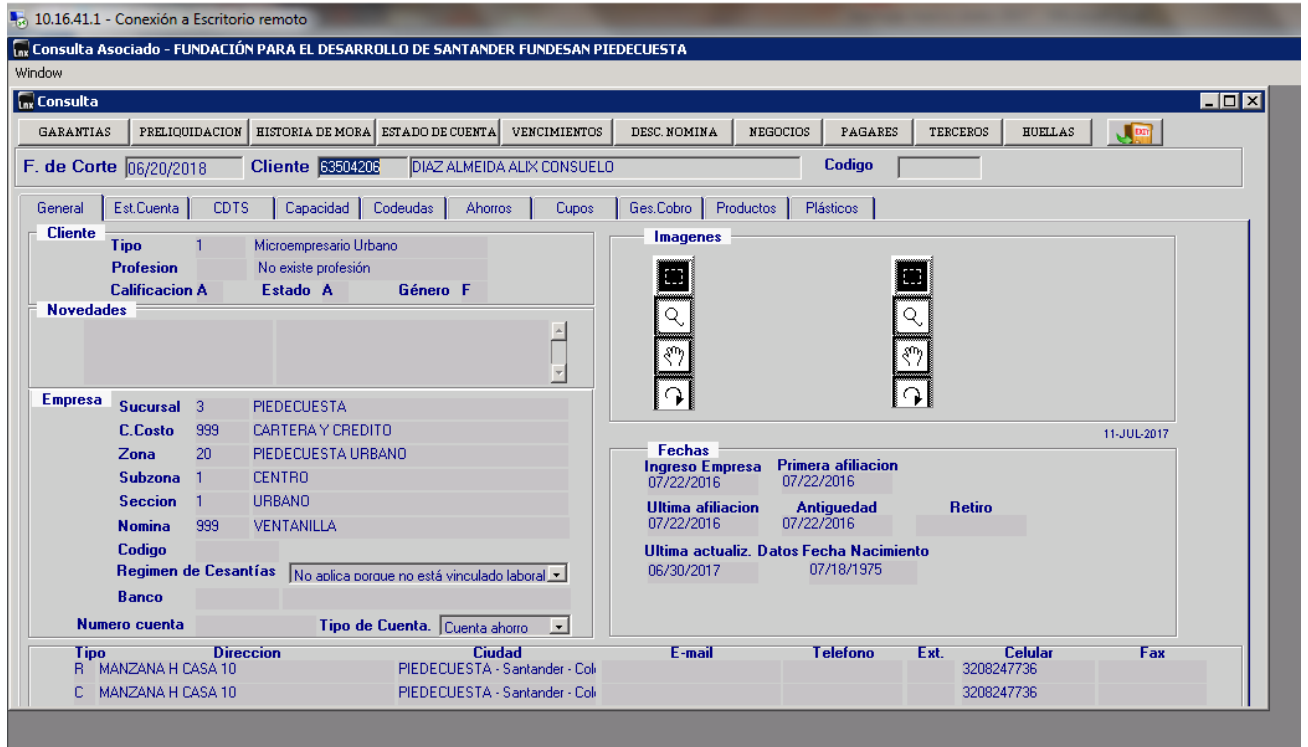 10.16.41.1 - Conexión a Escritorio remoto
Consulta Asociado - FUNDACIÓN PARA EL DESARROLLO DE SANTANDER FUNDESAN PIEDECUESTA
Window
Consulta
GARANTIAS PRELIQUIDACION HISTORIA DE MORA ESTADO DE CUENTA VENCIMIENTOS DESC. NOMINA NEGOCIOS PAGARES TERCEROS HUELLAS EXIT
F. de Corte 06/20/2018 Cliente 63504206 DIAZ ALMEIDA ALIX CONSUELO Codigo
General Est.Cuenta CDTS Capacidad Codeudas Ahorros Cupos Ges.Cobro Productos Plásticos
Cliente
Tipo 1 Microempresario Urbano
Profesion No existe profesión
Calificacion A Estado A Género F
Novedades
Empresa
Sucursal 3 PIEDECUESTA
C.Costo 999 CARTERA Y CREDITO
Zona 20 PIEDECUESTA URBANO
Subzona 1 CENTRO
Seccion 1 URBANO
Nomina 999 VENTANILLA
Codigo
Regimen de Cesantías No aplica porque no está vinculado laboral
Banco
Numero cuenta Tipo de Cuenta. Cuenta ahorro
Imagenes
11-JUL-2017
Fechas
Ingreso Empresa Primera afiliacion
07/22/2016 07/22/2016
Ultima afiliacion Antiguedad Retiro
07/22/2016 07/22/2016
Ultima actualiz. Datos Fecha Nacimiento
06/30/2017 07/18/1975
Tipo Direccion Ciudad E-mail Telefono Ext. Celular Fax
R MANZANA H CASA 10 PIEDECUESTA - Santander - Col 3208247736
C MANZANA H CASA 10 PIEDECUESTA - Santander - Col 3208247736